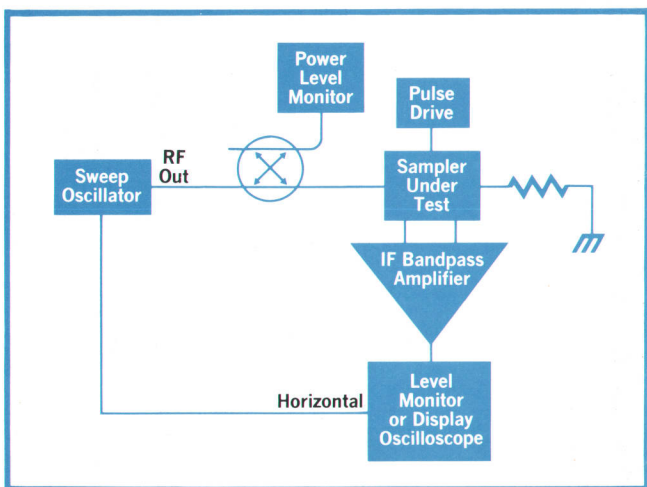 Power
Level
Monitor
Pulse
Drive
RF
Out
Sweep
Oscillator
Sampler
Under
Test
IF Bandpass
Amplifier
Horizontal
Level
Monitor
or Display
Oscilloscope